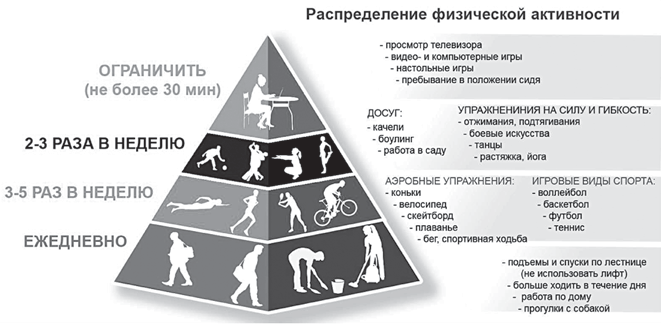 Распределение физической активности
ОГРАНИЧИТЬ
(не более 30 мин)
- просмотр телевизора
- видео- и компьютерные игры
- настольные игры
- пребывание в положении сидя
2-3 РАЗА В НЕДЕЛЮ
ДОСУГ:
- качели
- боулинг
- работа в саду
УПРАЖНЕНИНИЯ НА СИЛУ И ГИБКОСТЬ:
- отжимания, подтягивания
- боевые искусства
- танцы
- растяжка, йога
3-5 РАЗ В НЕДЕЛЮ
АЭРОБНЫЕ УПРАЖНЕНИЯ:
- коньки
- велосипед
- скейтборд
- плаванье
- бег, спортивная ходьба
ИГРОВЫЕ ВИДЫ СПОРТА:
- воллейбол
- баскетбол
- футбол
- теннис
ЕЖЕДНЕВНО
- подъемы и спуски по лестнице
(не использовать лифт)
- больше ходить в течение дня
- работа по дому
- прогулки с собакой